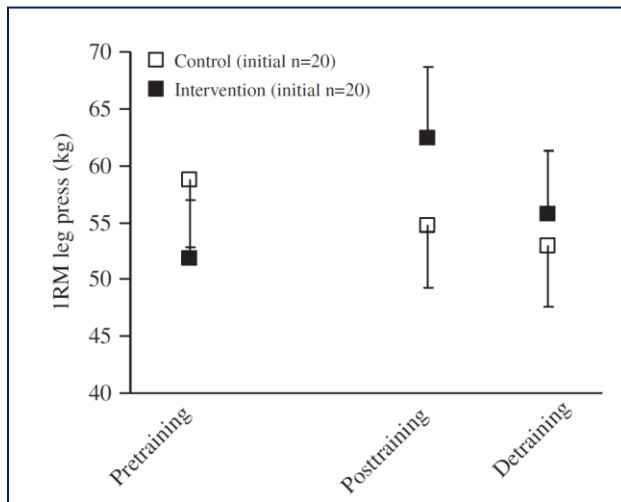 70
65
60
55
50
45
40
1RM leg press (kg)
Control (initial n=20)
Intervention (initial n=20)
Pretraining
Posttraining
Detraining